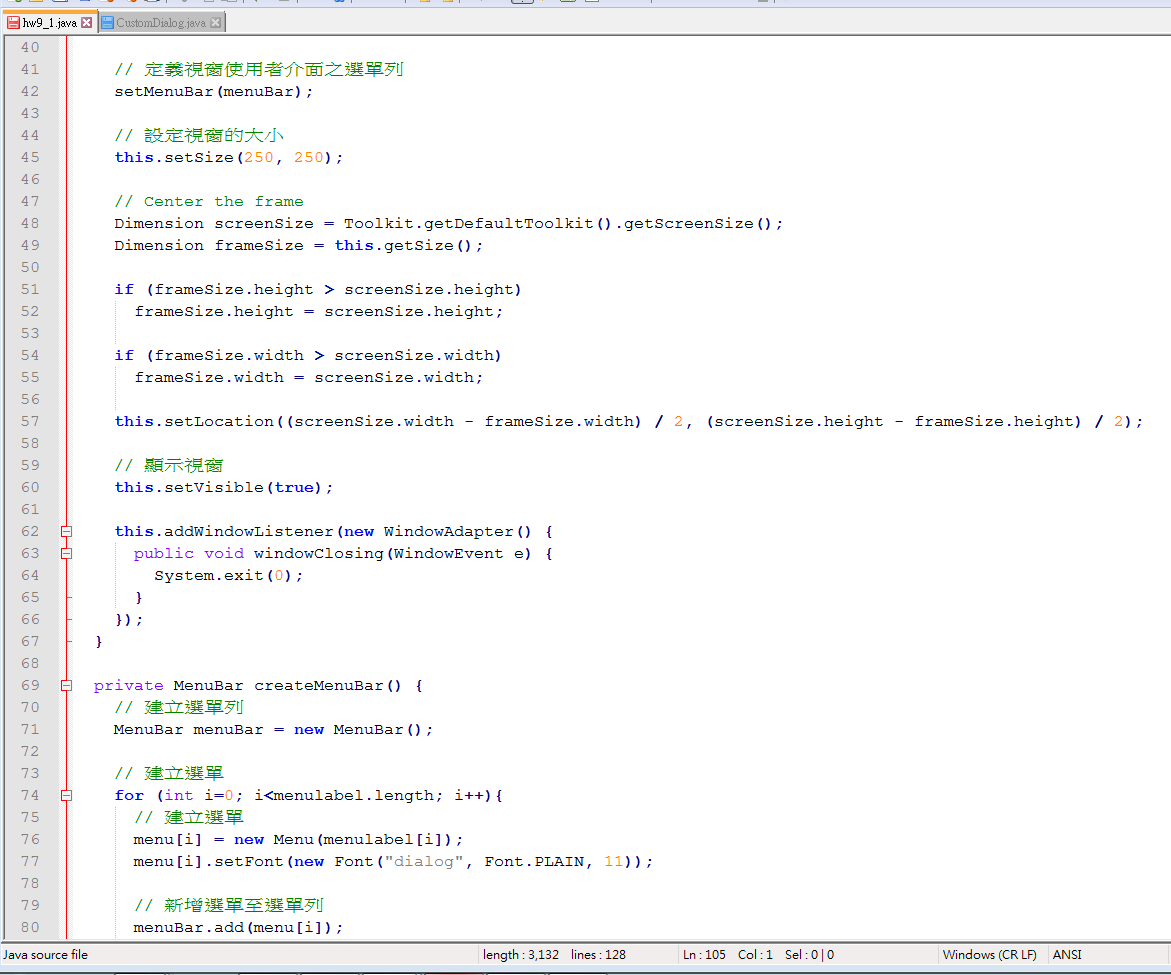 hw9_1.java CustomDialog.java
40
41 // 定義視窗使用者介面之選單列
42 setMenuBar(menuBar);
43
44 // 設定視窗的大小
45 this.setSize(250, 250);
46
47 // Center the frame
48 Dimension screenSize = Toolkit.getDefaultToolkit().getScreenSize();
49 Dimension frameSize = this.getSize();
50
51 if (frameSize.height > screenSize.height)
52 frameSize.height = screenSize.height;
53
54 if (frameSize.width > screenSize.width)
55 frameSize.width = screenSize.width;
56
57 this.setLocation((screenSize.width - frameSize.width) / 2, (screenSize.height - frameSize.height) / 2);
58
59 // 顯示視窗
60 this.setVisible(true);
61
62 this.addWindowListener(new WindowAdapter() {
63 public void windowClosing(WindowEvent e) {
64 System.exit(0);
65 }
66 });
67 }
68
69 private MenuBar createMenuBar() {
70 // 建立選單列
71 MenuBar menuBar = new MenuBar();
72
73 // 建立選單
74 for (int i=0; i<menulabel.length; i++){
75 // 建立選單
76 menu[i] = new Menu(menulabel[i]);
77 menu[i].setFont(new Font("dialog", Font.PLAIN, 11));
78
79 // 新增選單至選單列
80 menuBar.add(menu[i]);
Java source file length : 3,132 lines : 128 Ln : 105 Col : 1 Sel : 0 | 0 Windows (CR LF) ANSI